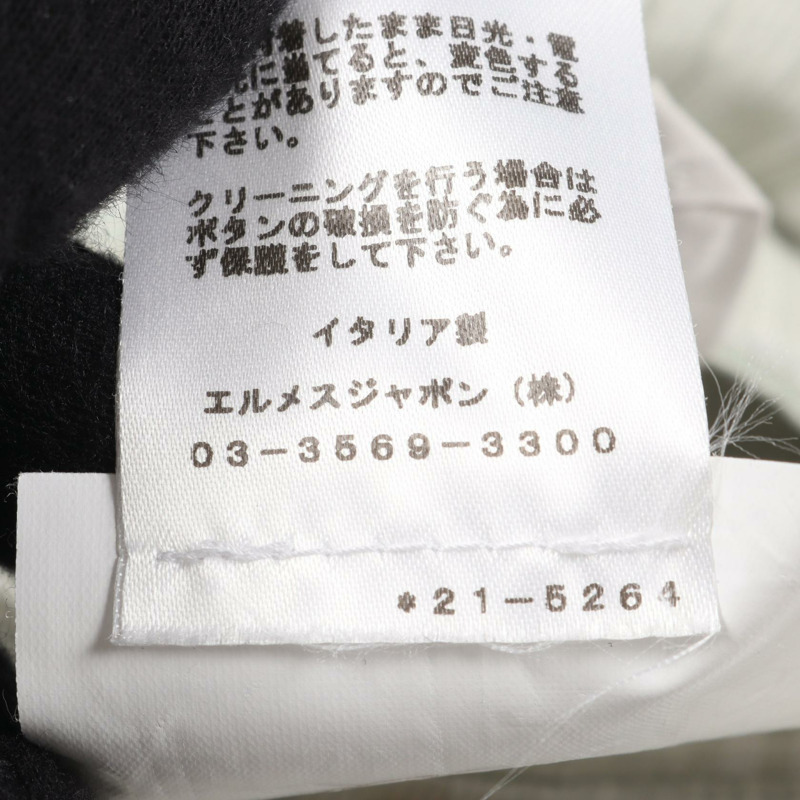 着したまま日光・電
に当てると、変色する
ことがありますのでご注意
下さい。
クリーニングを行う場合は
ボタンの破損を防ぐ為に必
ず保護をして下さい。
イタリア製
エルメスジャポン（株）
03-3569-3300
*21-5264